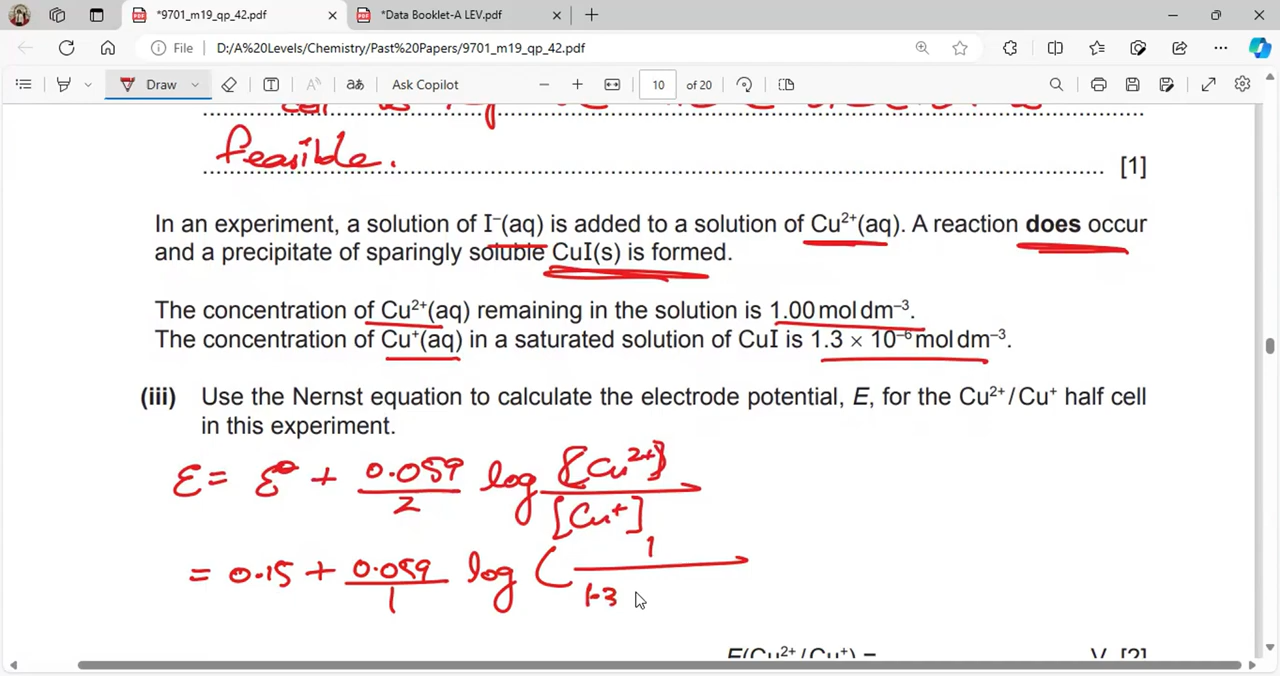 *9701_m19_qp_42.pdf
*Data Booklet-A LEV.pdf
File D:/A%20Levels/Chemistry/Past%20Papers/9701_m19_qp_42.pdf
Draw aあ Ask Copilot 10 of 20
feasible.
[1]
In an experiment, a solution of I⁻(aq) is added to a solution of Cu²⁺(aq). A reaction does occur
and a precipitate of sparingly soluble CuI(s) is formed.
The concentration of Cu²⁺(aq) remaining in the solution is 1.00 mol dm⁻³.
The concentration of Cu⁺(aq) in a saturated solution of CuI is 1.3 × 10⁻⁶ mol dm⁻³.
(iii) Use the Nernst equation to calculate the electrode potential, E, for the Cu²⁺/Cu⁺ half cell
in this experiment.
E = E⁰ + 0.059/z log [Cu²⁺]/[Cu⁺]
= 0.15 + 0.059/1 log ( 1/1.3
E(Cu²⁺/Cu⁺) = V [2]